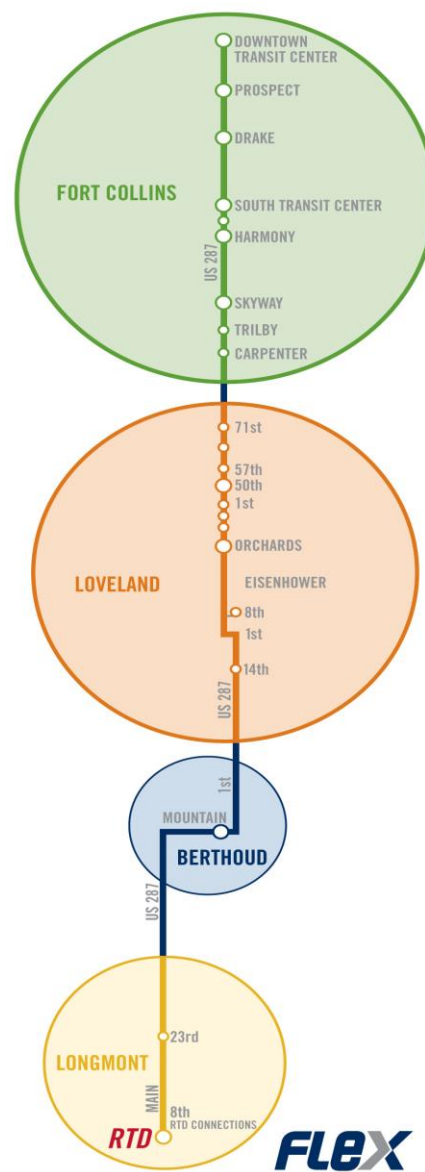 DOWNTOWN
TRANSIT CENTER
PROSPECT
DRAKE
FORT COLLINS
SOUTH TRANSIT CENTER
HARMONY
US 287
SKYWAY
TRILBY
CARPENTER
71st
57th
50th
1st
ORCHARDS
LOVELAND
EISENHOWER
8th
1st
14th
US 287
1st
MOUNTAIN
BERTHOUD
US 287
23rd
LONGMONT
MAIN
8th
RTD CONNECTIONS
RTD
FLEX